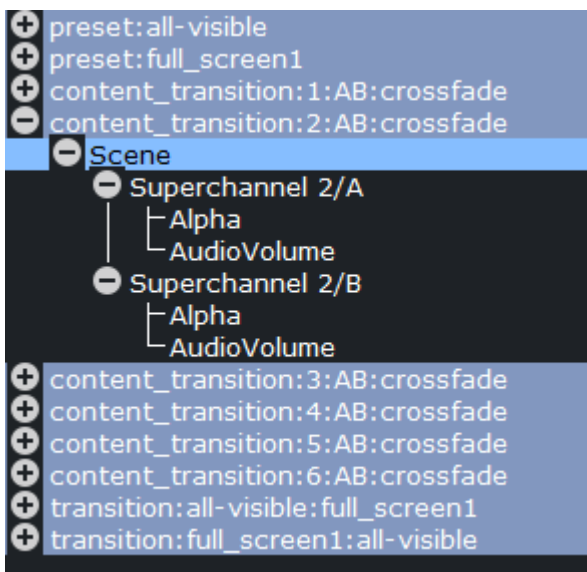 preset:all-visible
preset:full_screen1
content_transition:1:AB:crossfade
content_transition:2:AB:crossfade
Scene
Superchannel 2/A
Alpha
AudioVolume
Superchannel 2/B
Alpha
AudioVolume
content_transition:3:AB:crossfade
content_transition:4:AB:crossfade
content_transition:5:AB:crossfade
content_transition:6:AB:crossfade
transition:all-visible:full_screen1
transition:full_screen1:all-visible